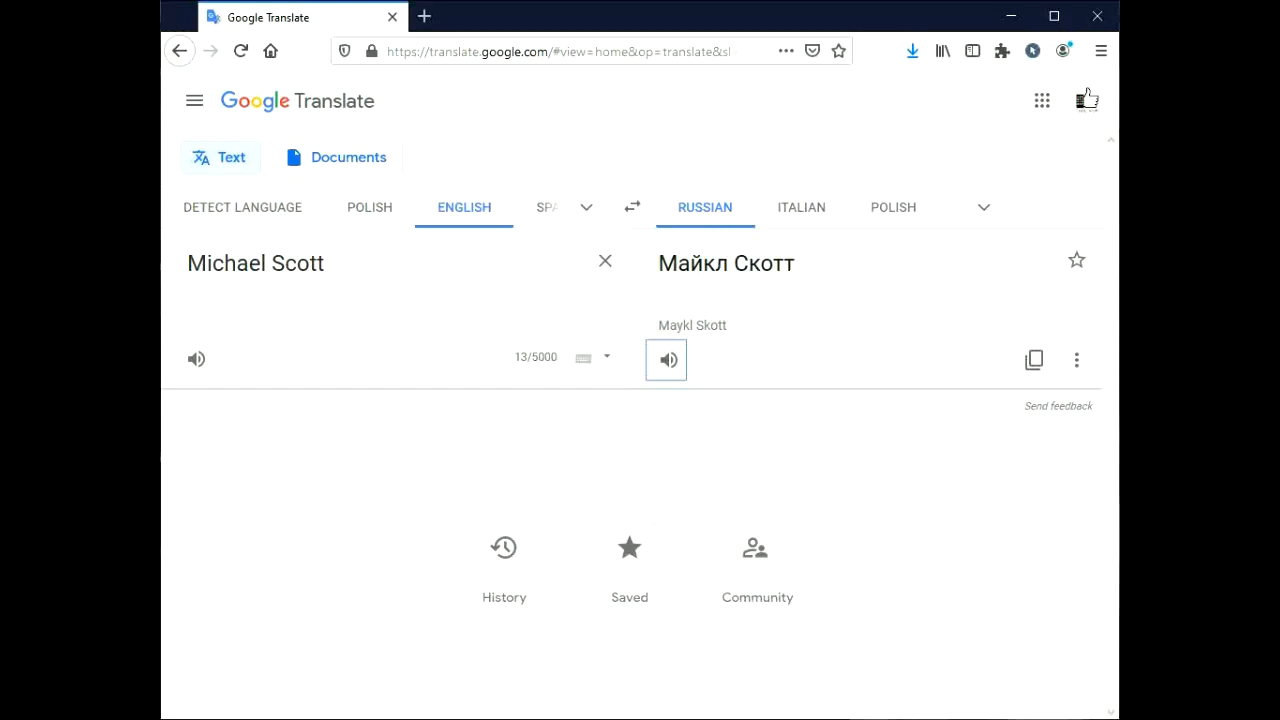 Google Translate
https://translate.google.com/#view=home&op=translate&sl
Google Translate
Text
Documents
DETECT LANGUAGE
POLISH
ENGLISH
SPA
RUSSIAN
ITALIAN
POLISH
Michael Scott
Майкл Скотт
Maykl Skott
13/5000
Send feedback
History
Saved
Community